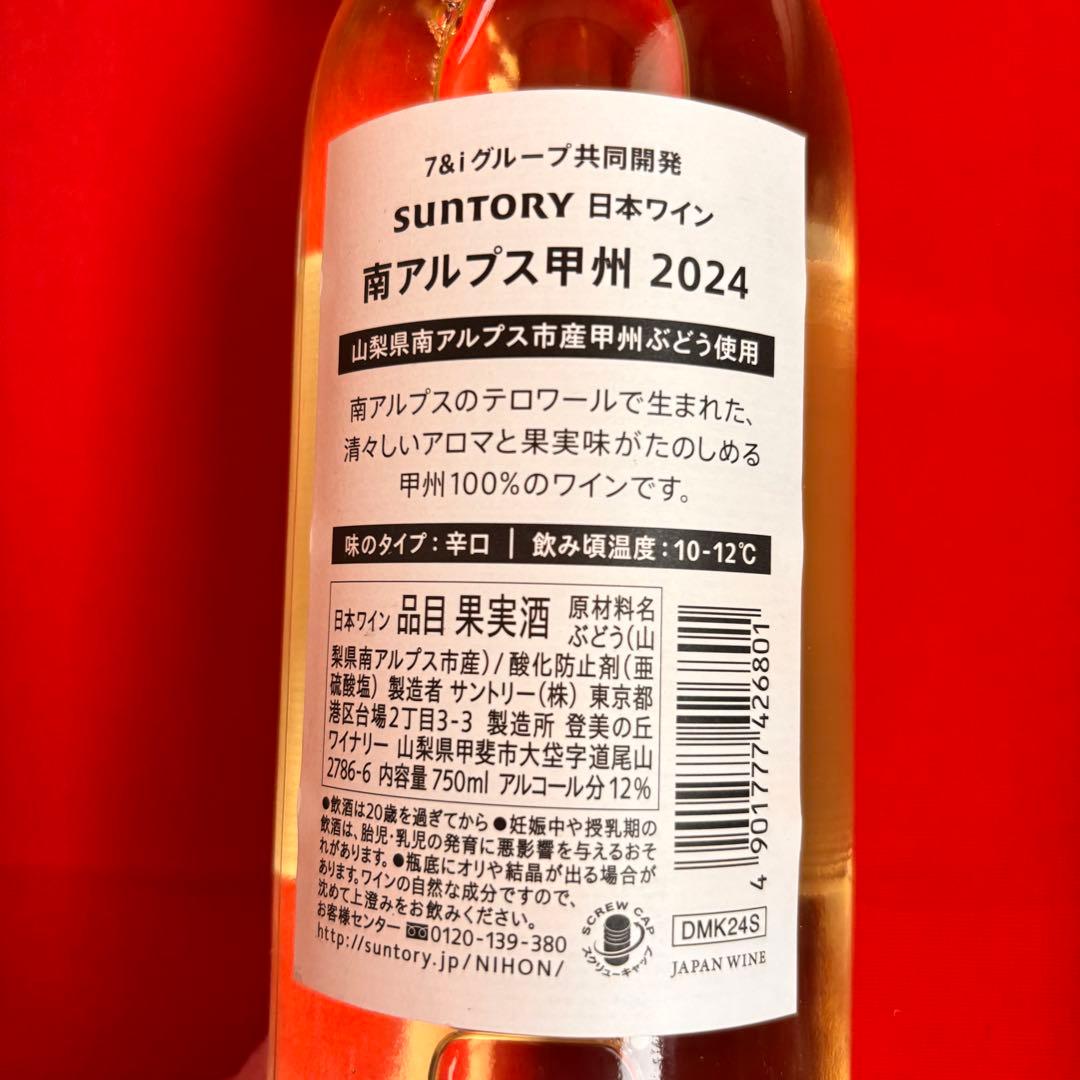 7&iグループ共同開発
SUNTORY 日本ワイン
南アルプス甲州 2024
山梨県南アルプス市産甲州ぶどう使用
南アルプスのテロワールで生まれた、
清々しいアロマと果実味がたのしめる
甲州100%のワインです。
味のタイプ：辛口 | 飲み頃温度：10-12℃
日本ワイン 品目 果実酒 原材料名
ぶどう(山
梨県南アルプス市産)/酸化防止剤(亜
硫酸塩) 製造者 サントリー(株) 東京都
港区台場2丁目3-3 製造所 登美の丘
ワイナリー 山梨県甲斐市大垈字道尾山
2786-6 内容量 750ml アルコール分12%
●飲酒は20歳を過ぎてから ●妊娠中や授乳期の
飲酒は、胎児・乳児の発育に悪影響を与えるおそ
れがあります。●瓶底にオリや結晶が出る場合が
あります。ワインの自然な成分ですので、
沈めて上澄みをお飲みください。
お客様センター 0120-139-380
http://suntory.jp/NIHON/
SCREW CAP
スクリューキャップ
4 901777 426801
DMK24S
JAPAN WINE